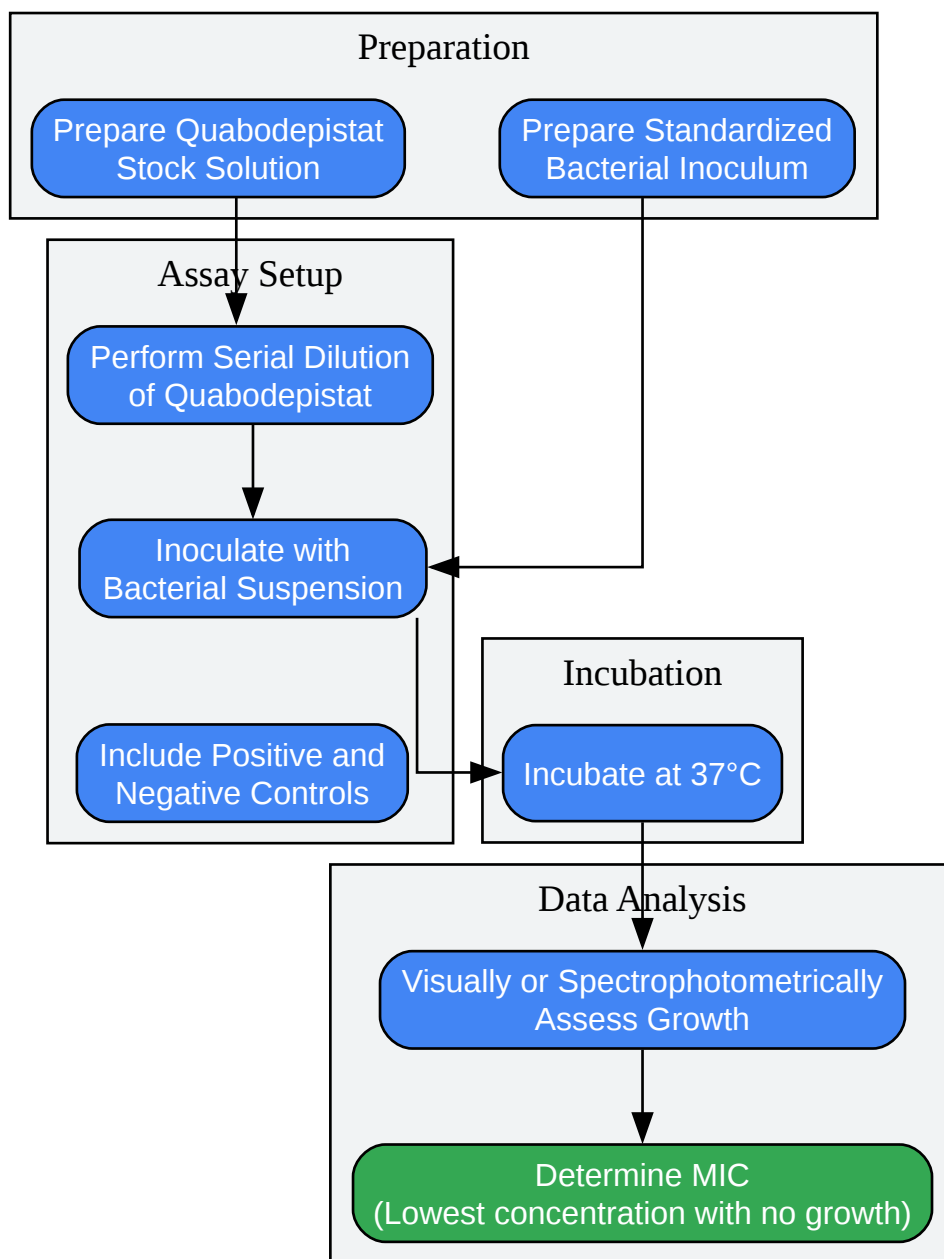 Preparation
Prepare Quabodepistat
Stock Solution
Prepare Standardized
Bacterial Inoculum
Assay Setup
Perform Serial Dilution
of Quabodepistat
Inoculate with
Bacterial Suspension
Include Positive and
Negative Controls
Incubation
Incubate at 37°C
Data Analysis
Visually or Spectrophotometrically
Assess Growth
Determine MIC
(Lowest concentration with no growth)